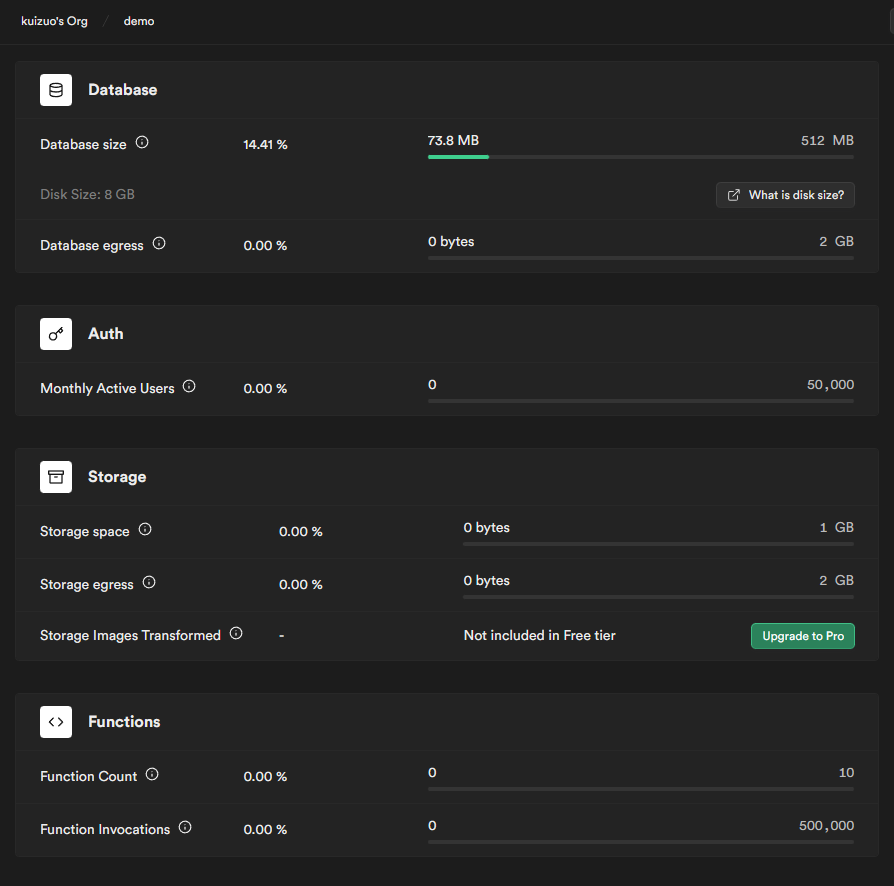 kuizuo's Org / demo
Database
Database size 14.41 % 73.8 MB 512 MB
Disk Size: 8 GB What is disk size?
Database egress 0.00 % 0 bytes 2 GB
Auth
Monthly Active Users 0.00 % 0 50,000
Storage
Storage space 0.00 % 0 bytes 1 GB
Storage egress 0.00 % 0 bytes 2 GB
Storage Images Transformed - Not included in Free tier Upgrade to Pro
Functions
Function Count 0.00 % 0 10
Function Invocations 0.00 % 0 500,000